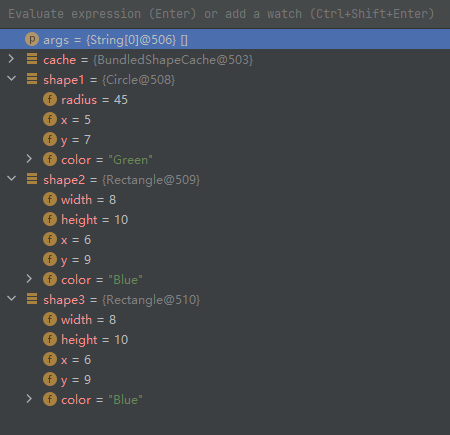 Evaluate expression (Enter) or add a watch (Ctrl+Shift+Enter)
p args = {String[0]@506} []
cache = {BundledShapeCache@503}
shape1 = {Circle@508}
f radius = 45
f x = 5
f y = 7
f color = "Green"
shape2 = {Rectangle@509}
f width = 8
f height = 10
f x = 6
f y = 9
f color = "Blue"
shape3 = {Rectangle@510}
f width = 8
f height = 10
f x = 6
f y = 9
f color = "Blue"